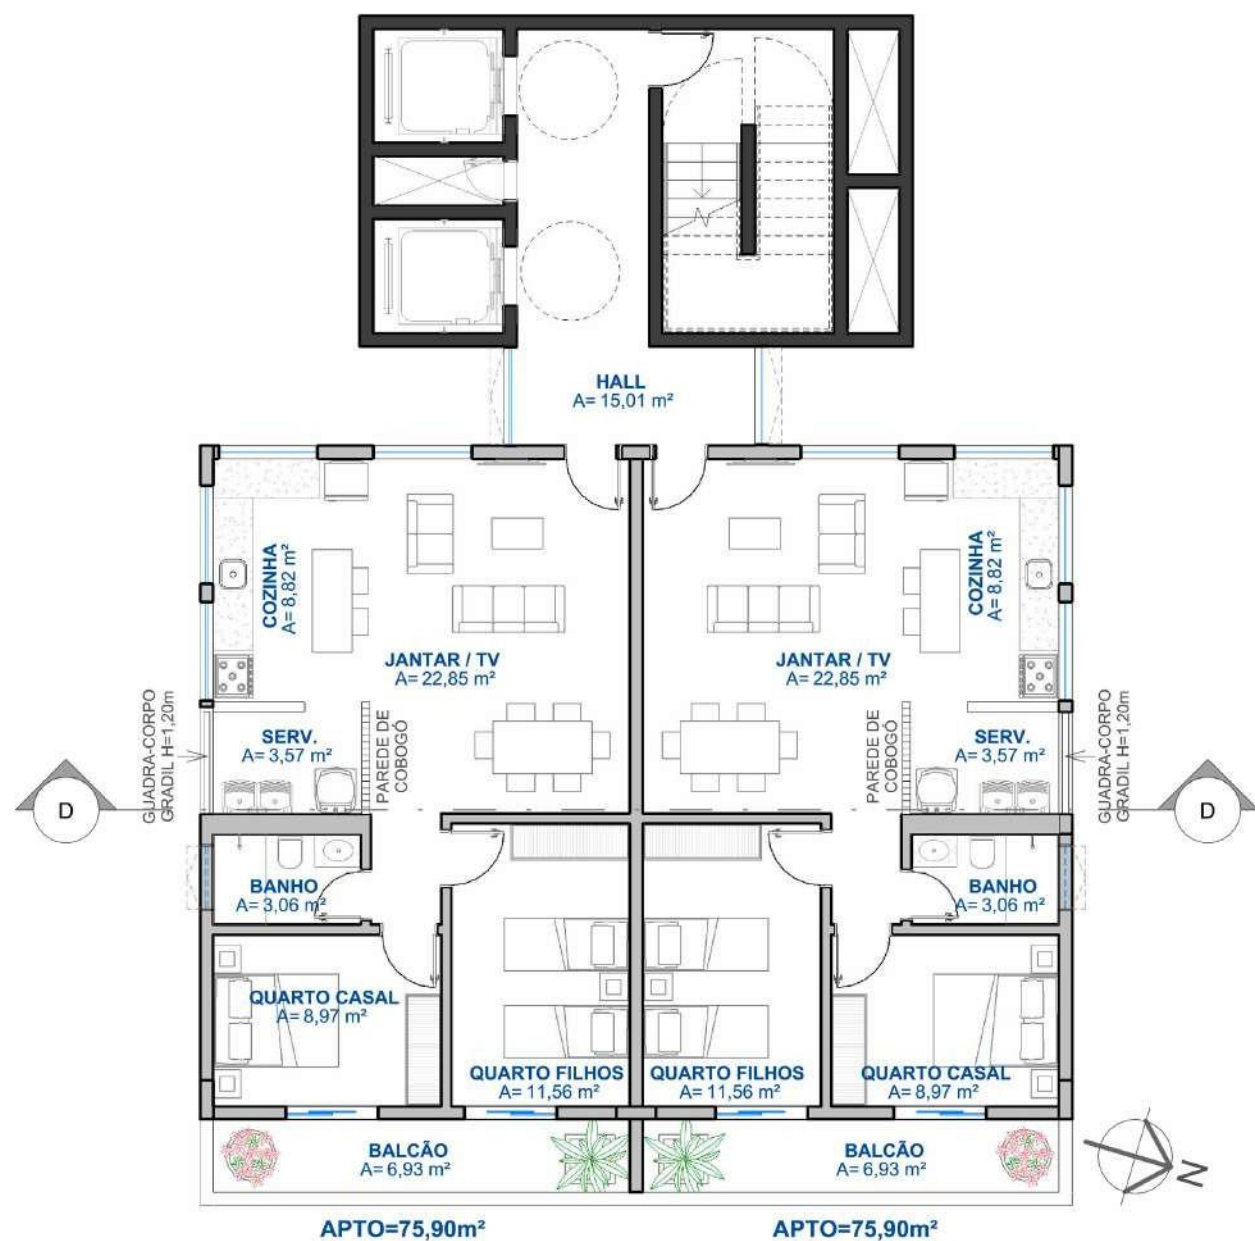 HALL
A= 15,01 m²
COZINHA
A= 8,82 m²
COZINHA
A= 8,82 m²
JANTAR / TV
A= 22,85 m²
JANTAR / TV
A= 22,85 m²
GUADRA-CORPO
GRADIL H=1,20m
SERV.
A= 3,57 m²
PAREDE DE
COBOGÓ
PAREDE DE
COBOGÓ
SERV.
A= 3,57 m²
GUADRA-CORPO
GRADIL H=1,20m
D
D
BANHO
A= 3,06 m²
BANHO
A= 3,06 m²
QUARTO CASAL
A= 8,97 m²
QUARTO FILHOS
A= 11,56 m²
QUARTO FILHOS
A= 11,56 m²
QUARTO CASAL
A= 8,97 m²
BALCÃO
A= 6,93 m²
BALCÃO
A= 6,93 m²
N
APTO=75,90m²
APTO=75,90m²